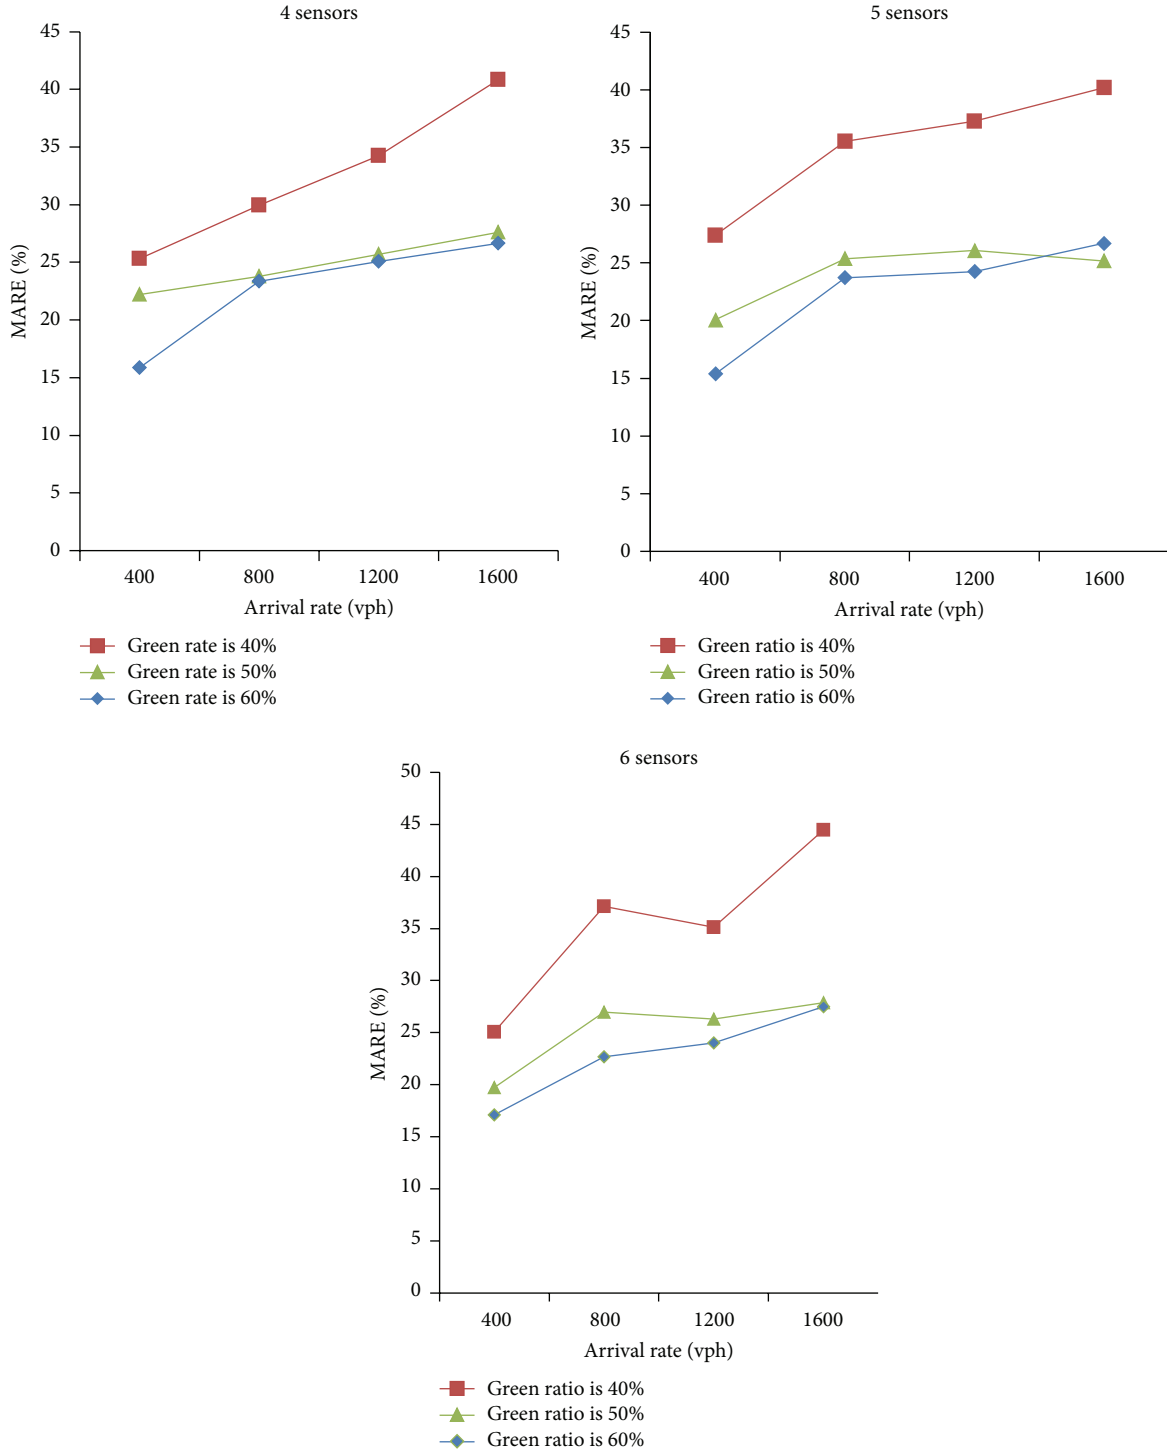 4 sensors
45
40
35
30
25
20
15
10
5
0
MARE (%)
400 800 1200 1600
Arrival rate (vph)
Green rate is 40%
Green rate is 50%
Green rate is 60%
5 sensors
45
40
35
30
25
20
15
10
5
0
MARE (%)
400 800 1200 1600
Arrival rate (vph)
Green ratio is 40%
Green ratio is 50%
Green ratio is 60%
6 sensors
50
45
40
35
30
25
20
15
10
5
0
MARE (%)
400 800 1200 1600
Arrival rate (vph)
Green ratio is 40%
Green ratio is 50%
Green ratio is 60%